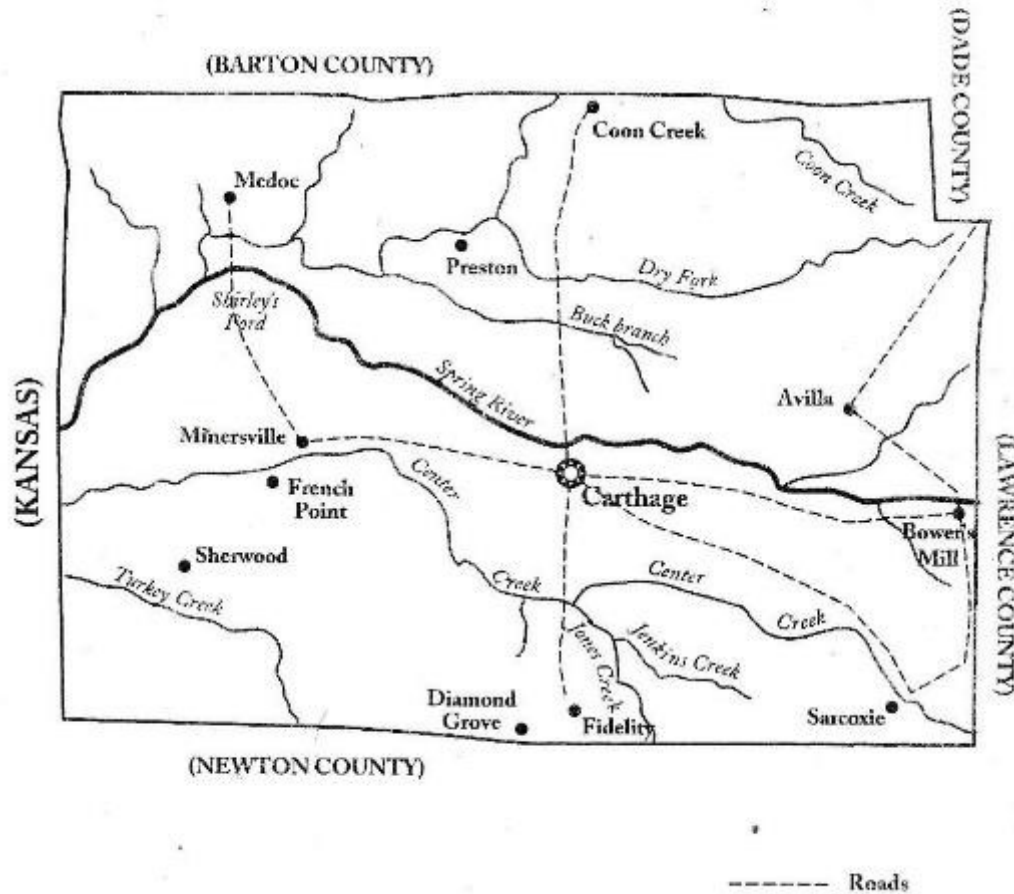 (BARTON COUNTY)
(DADE COUNTY)
Coon Creek
Coon Creek
Medoc
Preston
Dry Fork
Shirley's
Ford
Buck branch
Spring River
Avilla
(KANSAS)
Minersville
Center
Carthage
(LAWRENCE COUNTY)
French
Point
Bower's
Mill
Sherwood
Turkey Creek
Creek
Center
Creek
Jones Creek
Jenkins Creek
Diamond
Grove
Fidelity
Sarcoxie
(NEWTON COUNTY)
Roads